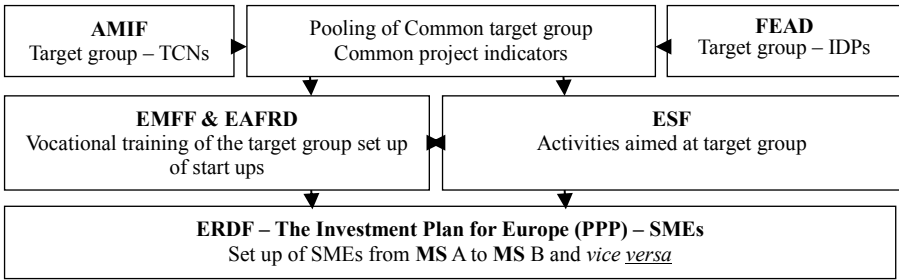 AMIF
Target group – TCNs
Pooling of Common target group
Common project indicators
FEAD
Target group – IDPs
EMFF & EAFRD
Vocational training of the target group set up
of start ups
ESF
Activities aimed at target group
ERDF – The Investment Plan for Europe (PPP) – SMEs
Set up of SMEs from MS A to MS B and vice versa